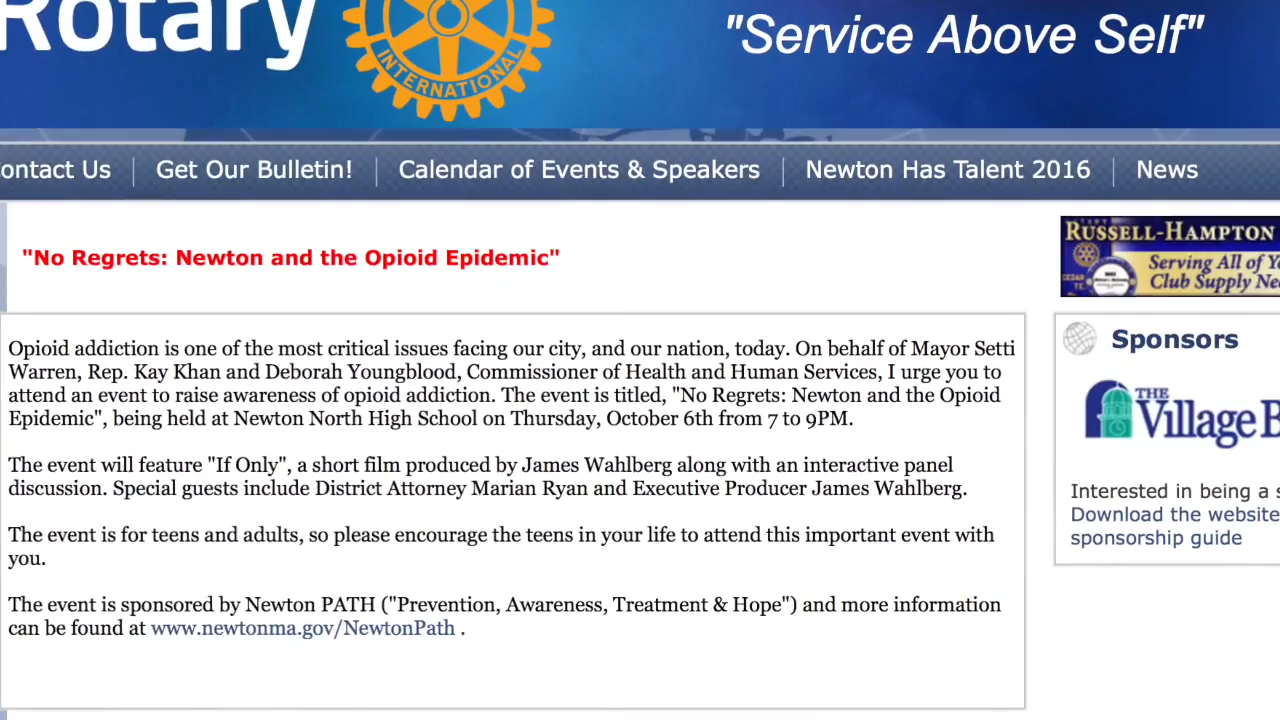 Rotary
INTERNATIONAL
"Service Above Self"
ontact Us
Get Our Bulletin!
Calendar of Events & Speakers
Newton Has Talent 2016
News
"No Regrets: Newton and the Opioid Epidemic"
Opioid addiction is one of the most critical issues facing our city, and our nation, today. On behalf of Mayor Setti
Warren, Rep. Kay Khan and Deborah Youngblood, Commissioner of Health and Human Services, I urge you to
attend an event to raise awareness of opioid addiction. The event is titled, "No Regrets: Newton and the Opioid
Epidemic", being held at Newton North High School on Thursday, October 6th from 7 to 9PM.
The event will feature "If Only", a short film produced by James Wahlberg along with an interactive panel
discussion. Special guests include District Attorney Marian Ryan and Executive Producer James Wahlberg.
The event is for teens and adults, so please encourage the teens in your life to attend this important event with
you.
The event is sponsored by Newton PATH ("Prevention, Awareness, Treatment & Hope") and more information
can be found at www.newtonma.gov/NewtonPath .
RUSSELL-HAMPTON
Serving All of Yo
Club Supply Nee
Sponsors
THE
Village B
Interested in being a s
Download the website
sponsorship guide